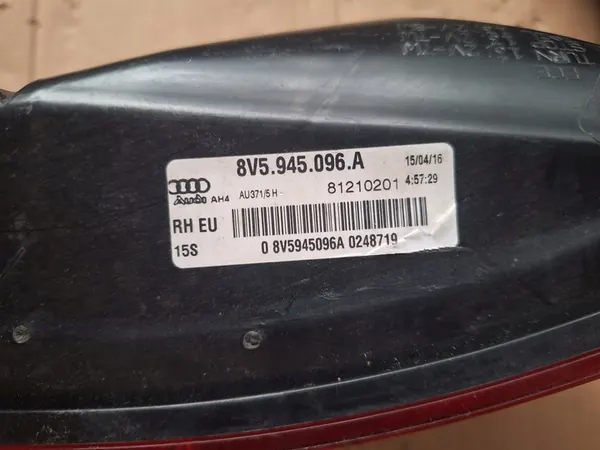 8V5.945.096.A 15/04/16
Audi AH4 AU371/5 H - 81210201 4:57:29
RH EU
15S 0 8V5945096A 0248719